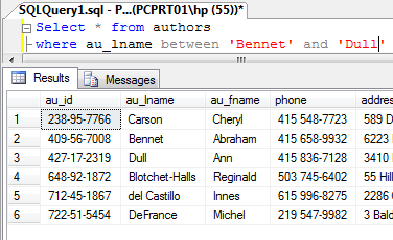 SQLQuery1.sql - P...(PCPRT01\hp (55))*
Select * from authors
where au_lname between 'Bennet' and 'Dull'
Results Messages
au_id au_lname au_fname phone address
1 238-95-7766 Carson Cheryl 415 548-7723 589 D
2 409-56-7008 Bennet Abraham 415 658-9932 6223
3 427-17-2319 Dull Ann 415 836-7128 3410
4 648-92-1872 Blotchet-Halls Reginald 503 745-6402 55 Hill
5 712-45-1867 del Castillo Innes 615 996-8275 2286
6 722-51-5454 DeFrance Michel 219 547-9982 3 Bald